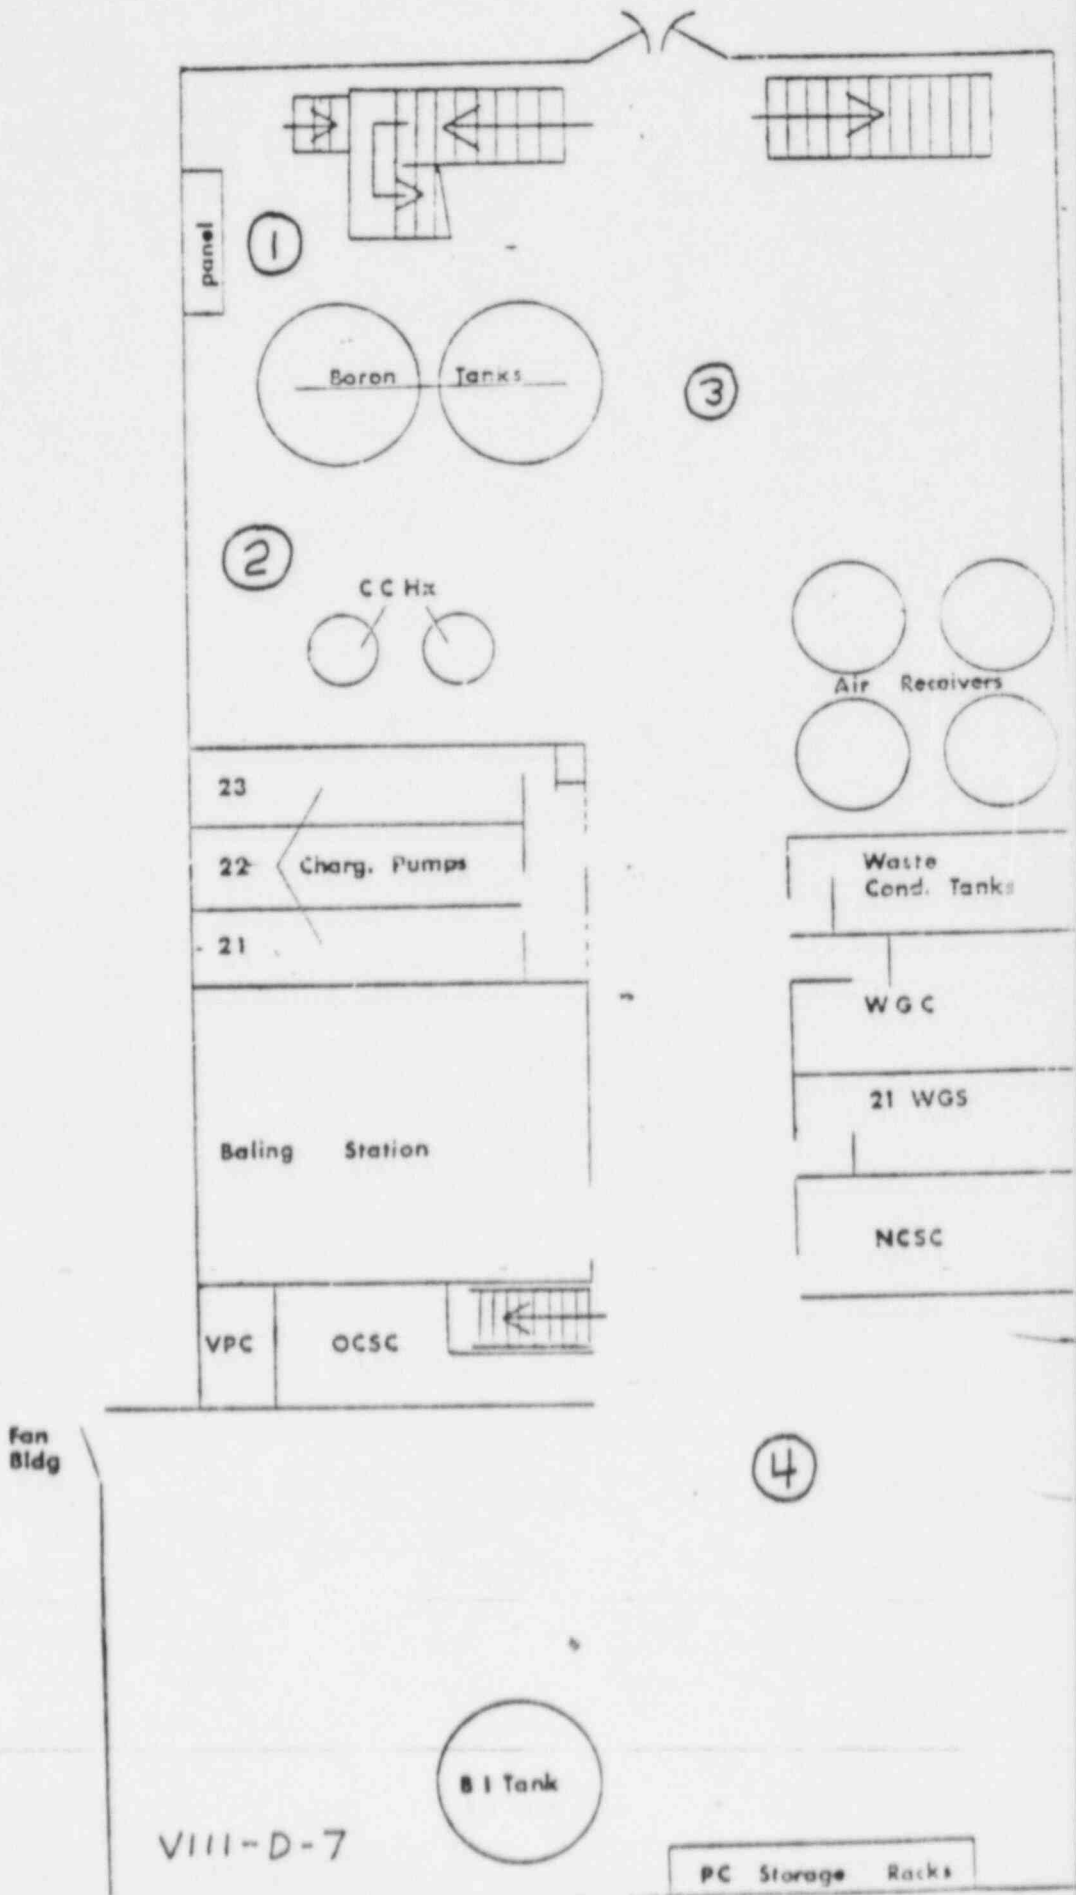 panel
1
Boron Tanks
3
2
C C Hx
Air Receivers
23
22 Charg. Pumps
21
Waste
Cond. Tanks
W G C
21 WGS
Baling Station
NCSC
VPC
OCSC
Fan
Bldg
4
B I Tank
VIII-D-7
PC Storage Racks